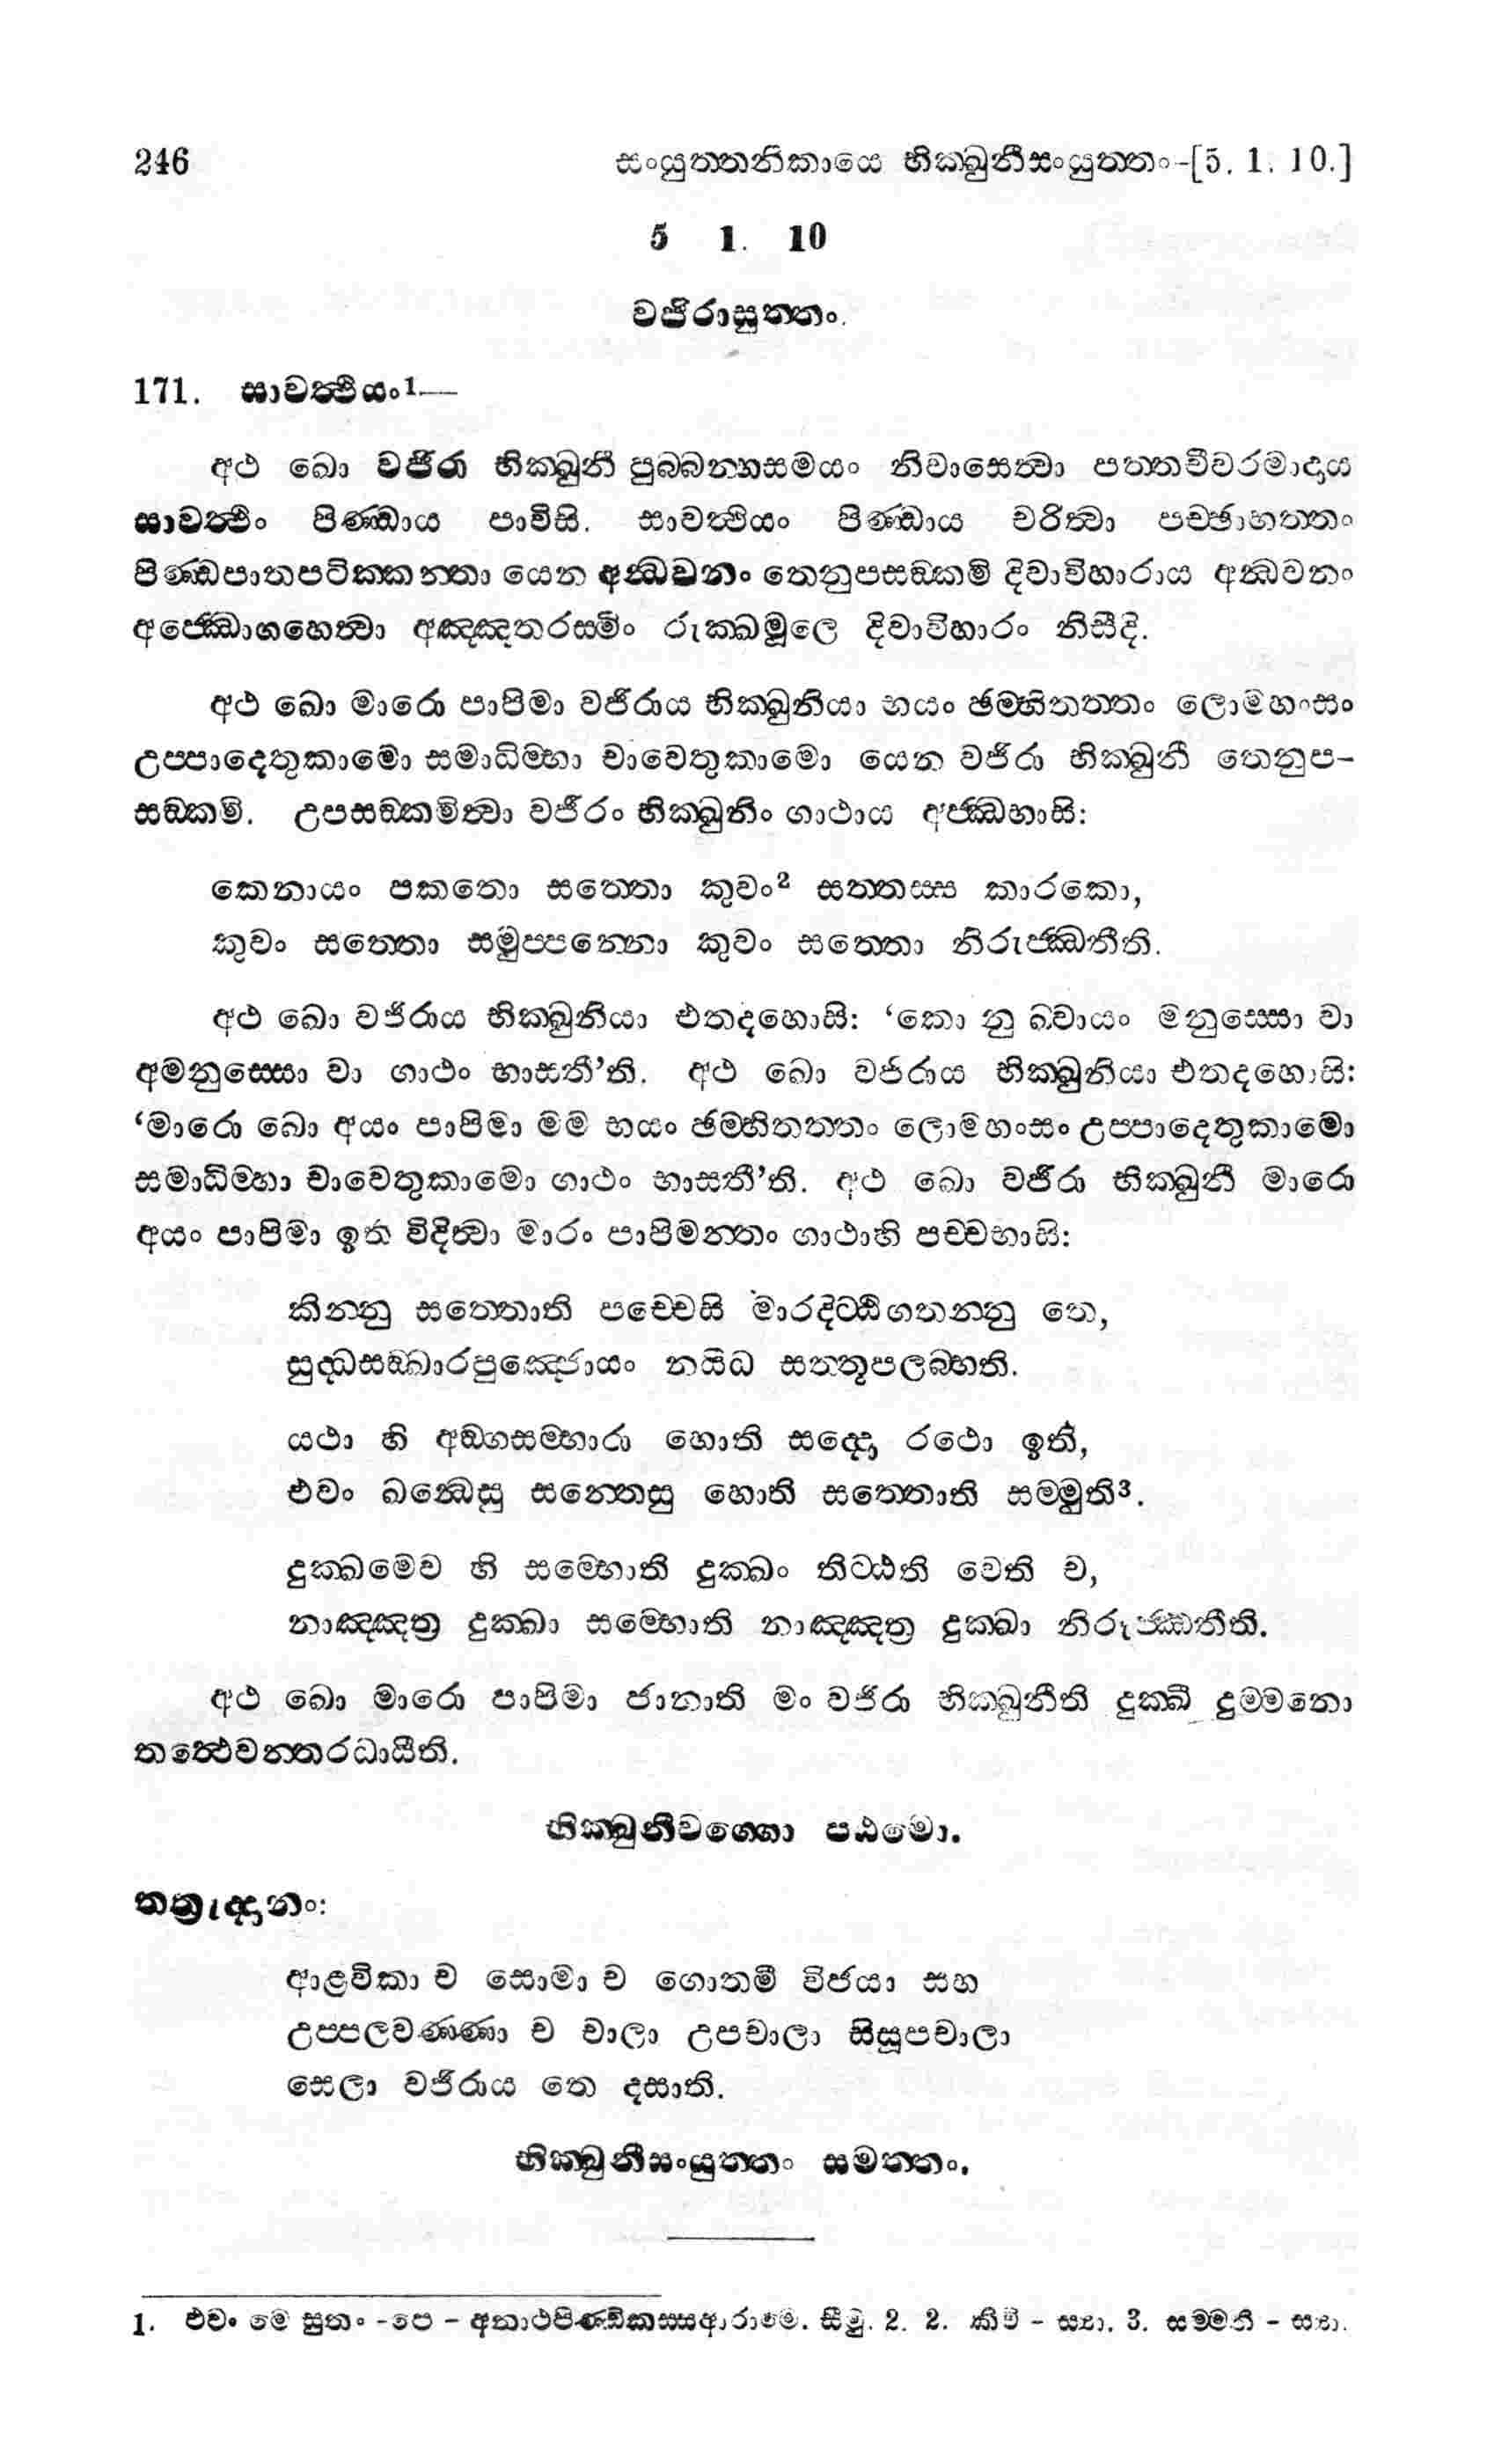 246 සංයුත්තනිකායෙ භික්ඛුනීසංයුත්තං-[5. 1. 10.]
5 1. 10
වජිරාසුත්තං.
171. සාවත්ථියං1—
අථ ඛො වජිරා භික්ඛුනී පුබ්බන්හසමයං නිවාසෙත්වා පත්තචීවරමාදාය
සාවත්ථිං පිණ්ඩාය පාවිසි. සාවත්ථියං පිණ්ඩාය චරිත්වා පච්ඡාභත්තං
පිණ්ඩපාතපටික්කන්තා යෙන අන්ධවනං තෙනුපසඞ්කමි දිවාවිහාරාය අන්ධවනං
අජ්ඣොගහෙත්වා අඤ්ඤතරස්මිං රුක්ඛමූලෙ දිවාවිහාරං නිසීදි.
අථ ඛො මාරො පාපිමා වජිරාය භික්ඛුනියා භයං ඡම්භිතත්තං ලොමහංසං
උප්පාදෙතුකාමො සමාධිම්හා චාවෙතුකාමො යෙන වජිරා භික්ඛුනී තෙනුප-
සඞ්කමි. උපසඞ්කමිත්වා වජිරං භික්ඛුනිං ගාථාය අජ්ඣභාසි:
කෙනායං පකතො සත්තො කුවං2 සත්තස්ස කාරකො,
කුවං සත්තො සමුප්පන්නො කුවං සත්තො නිරුජ්ඣතීති.
අථ ඛො වජිරාය භික්ඛුනියා එතදහොසි: ‘කො නු ඛ්වායං මනුස්සො වා
අමනුස්සො වා ගාථං භාසතී’ති. අථ ඛො වජිරාය භික්ඛුනියා එතදහොසි:
‘මාරො ඛො අයං පාපිමා මම භයං ඡම්භිතත්තං ලොමහංසං උප්පාදෙතුකාමො
සමාධිම්හා චාවෙතුකාමො ගාථං භාසතී’ති. අථ ඛො වජිරා භික්ඛුනී මාරො
අයං පාපිමා ඉති විදිත්වා මාරං පාපිමන්තං ගාථාහි පච්චභාසි:
කින්නු සත්තොති පච්චෙසි මාරදිට්ඨිගතන්නු තෙ,
සුද්ධසඞ්ඛාරපුඤ්ජොයං නයිධ සත්තූපලබ්භති.
යථා හි අඞ්ගසම්භාරා හොති සද්දො රථො ඉති,
එවං ඛන්ධෙසු සන්තෙසු හොති සත්තොති සම්මුති3.
දුක්ඛමෙව හි සම්භොති දුක්ඛං තිට්ඨති වෙති ච,
නාඤ්ඤත්‍ර දුක්ඛා සම්භොති නාඤ්ඤත්‍ර දුක්ඛා නිරුජ්ඣතීති.
අථ ඛො මාරො පාපිමා ජානාති මං වජිරා භික්ඛුනීති දුක්ඛී දුම්මනො
තත්ථෙවන්තරධායීති.
භික්ඛුනීවග්ගො පඨමො.
තත්‍රුද්දානං:
ආළවිකා ච සොමා ච ගොතමී විජයා සහ
උප්පලවණ්ණා ච චාලා උපචාලා සිසූපචාලා
සෙලා වජිරාය තෙ දසාති.
භික්ඛුනීසංයුත්තං සමත්තං.
1. එවං මෙ සුතං -පෙ - අනාථපිණ්ඩිකස්සආරාමෙ. සීමු. 2. 2. කිම් - ස්‍යා. 3. සම්මති - ස්‍යා.